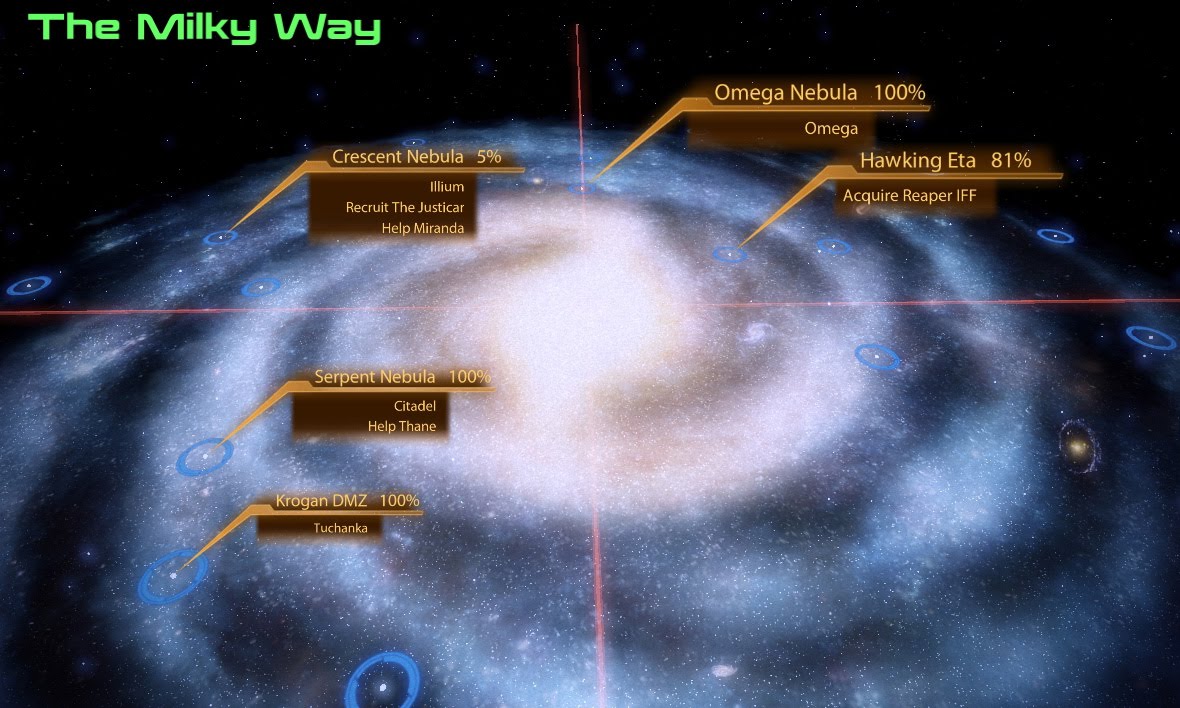 The Milky Way
Omega Nebula 100%
Omega
Crescent Nebula 5%
Illium
Recruit The Justicar
Help Miranda
Hawking Eta 81%
Acquire Reaper IFF
Serpent Nebula 100%
Citadel
Help Thane
Krogan DMZ 100%
Tuchanka